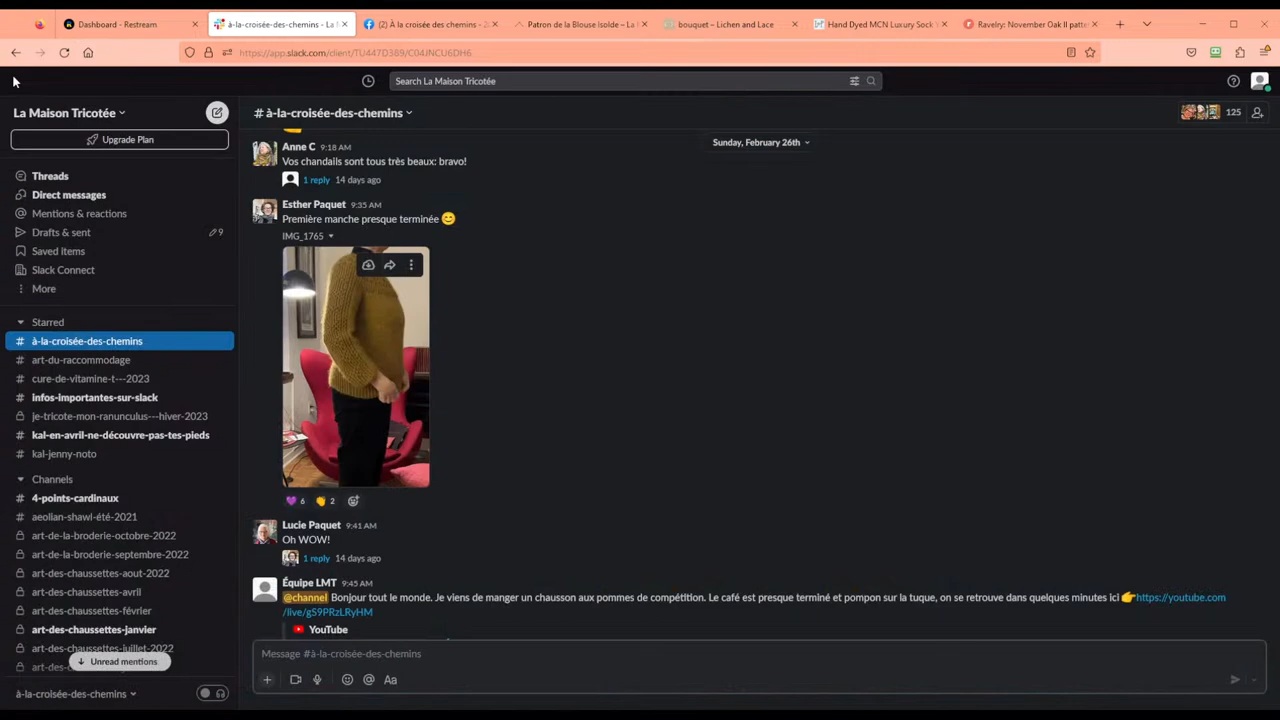 Dashboard - Restream
à-la-croisée-des-chemins - La M
(2) À la croisée des chemins - 2
Patron de la Blouse Isolde – La M
bouquet – Lichen and Lace
Hand Dyed MCN Luxury Sock
Ravelry: November Oak II patte
https://app.slack.com/client/TU447D3B9/C04JNCU6DH6
Search La Maison Tricotée
La Maison Tricotée
Upgrade Plan
Threads
Direct messages
Mentions & reactions
Drafts & sent
9
Saved items
Slack Connect
More
Starred
# à-la-croisée-des-chemins
# art-du-raccommodage
# cure-de-vitamine-t---2023
# infos-importantes-sur-slack
je-tricote-mon-ranunculus---hiver-2023
# kal-en-avril-ne-découvre-pas-tes-pieds
# kal-jenny-noto
Channels
# 4-points-cardinaux
# aeolian-shawl-été-2021
art-de-la-broderie-octobre-2022
art-de-la-broderie-septembre-2022
art-des-chaussettes-aout-2022
# art-des-chaussettes-avril
art-des-chaussettes-février
art-des-chaussettes-janvier
art-des-chaussettes-juillet-2022
Unread mentions
à-la-croisée-des-chemins
# à-la-croisée-des-chemins
125
Sunday, February 26th
Anne C 9:18 AM
Vos chandails sont tous très beaux: bravo!
1 reply 14 days ago
Esther Paquet 9:35 AM
Première manche presque terminée 😊
IMG_1765
6
2
Lucie Paquet 9:41 AM
Oh WOW!
1 reply 14 days ago
Équipe LMT 9:45 AM
@channel Bonjour tout le monde. Je viens de manger un chausson aux pommes de compétition. Le café est presque terminé et pompon sur la tuque, on se retrouve dans quelques minutes ici 👉https://youtube.com
/live/gS9PRzLRyHM
YouTube
Message #à-la-croisée-des-chemins
Aa